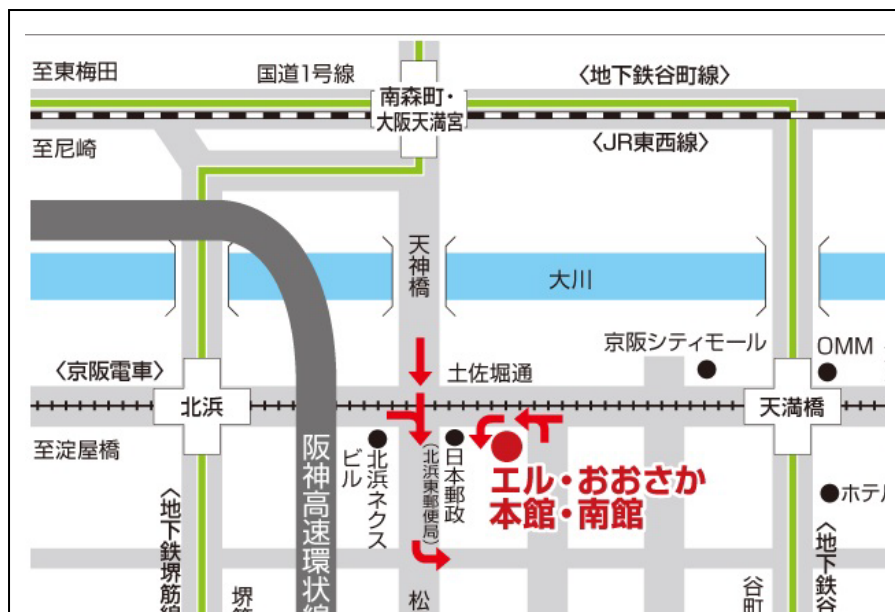 至東梅田
国道1号線
〈地下鉄谷町線〉
南森町・
大阪天満宮
至尼崎
〈JR東西線〉
天神橋
大川
京阪シティモール
OMM
〈京阪電車〉
土佐堀通
北浜
天満橋
至淀屋橋
阪神高速環状線
北浜ネクス
ビル
(北浜東郵便局)
日本郵政
エル・おおさか
本館・南館
ホテル
〈地下鉄堺筋線
堺筋
松
谷町
〈地下鉄谷